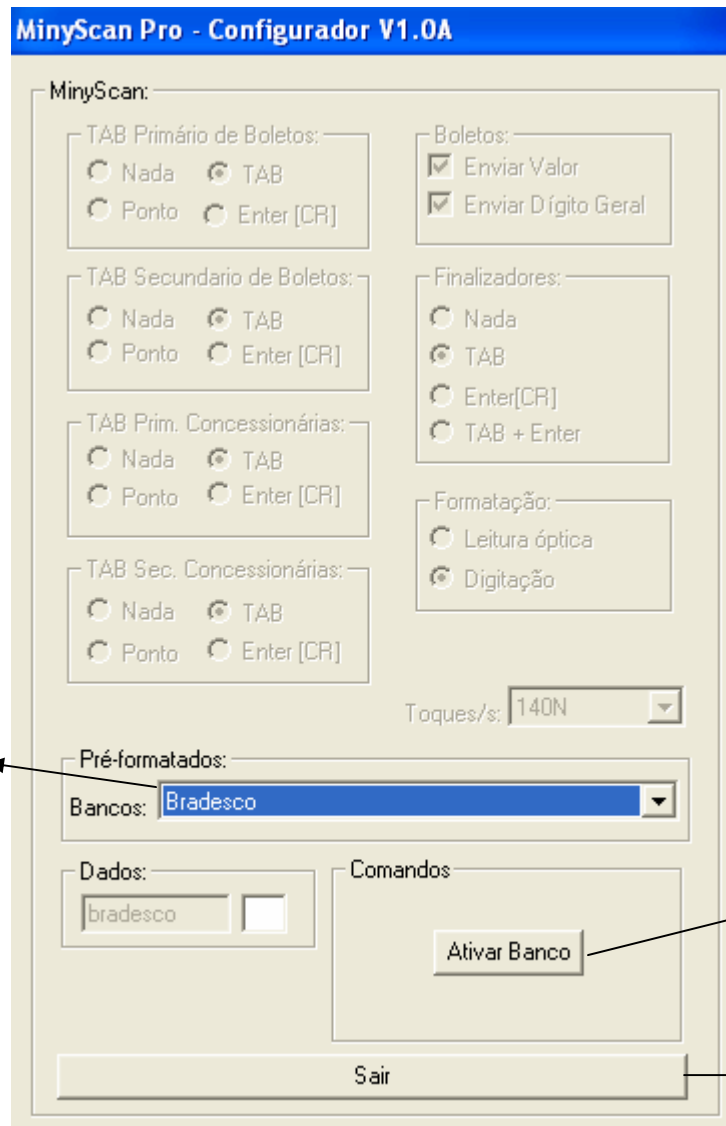 MinyScan Pro - Configurador V1.0A
MinyScan:
TAB Primário de Boletos:
Nada TAB
Ponto Enter [CR]
Boletos:
Enviar Valor
Enviar Dígito Geral
TAB Secundario de Boletos:
Nada TAB
Ponto Enter [CR]
Finalizadores:
Nada
TAB
Enter[CR]
TAB + Enter
TAB Prim. Concessionárias:
Nada TAB
Ponto Enter [CR]
Formatação:
Leitura óptica
Digitação
TAB Sec. Concessionárias:
Nada TAB
Ponto Enter [CR]
Toques/s: 140N
Pré-formatados:
Bancos: Bradesco
Dados:
bradesco
Comandos
Ativar Banco
Sair